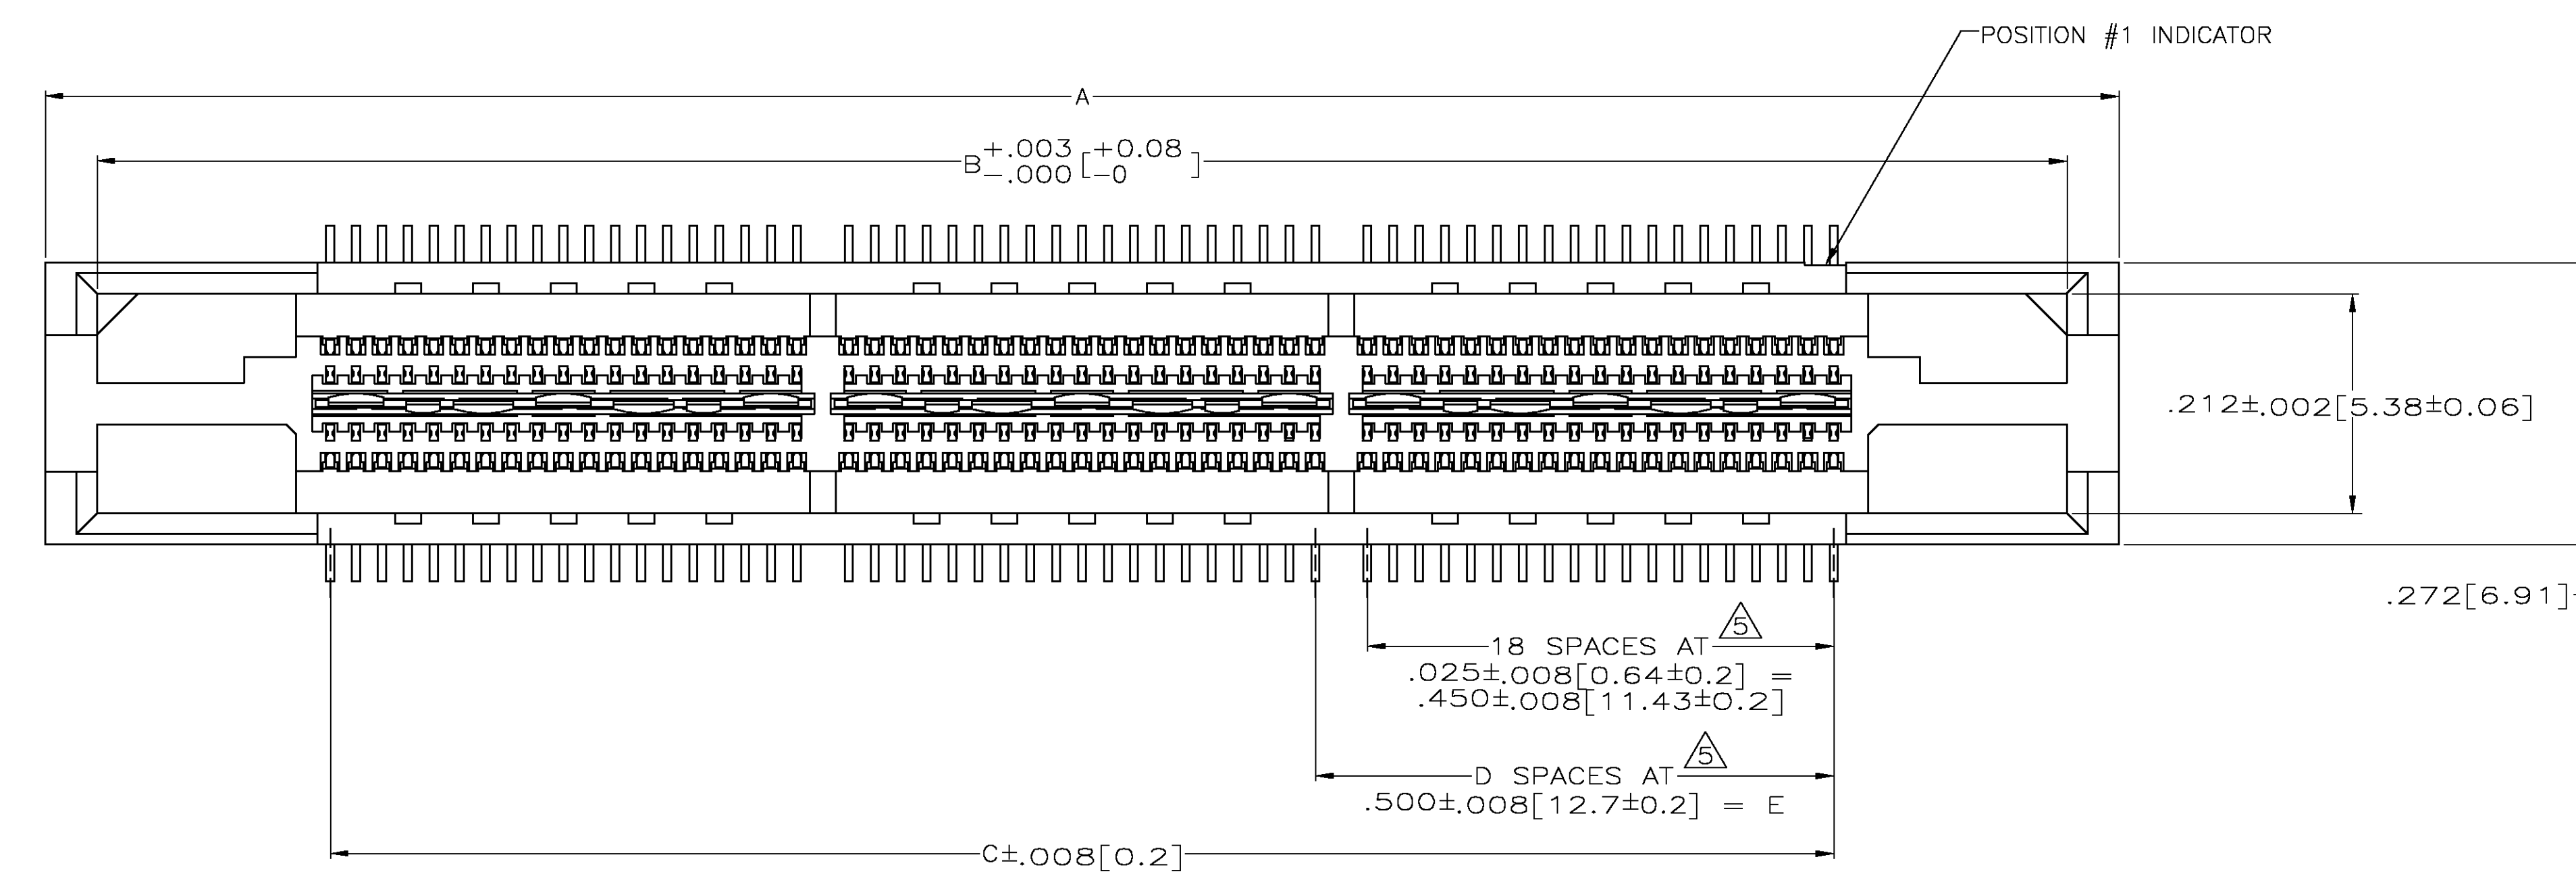 POSITION #1 INDICATOR
A
B +.003 [+0.08
-.000 [-0 ]
.212±.002[5.38±0.06]
.272[6.91]
5
18 SPACES AT
.025±.008[0.64±0.2] =
.450±.008[11.43±0.2]
5
D SPACES AT
.500±.008[12.7±0.2] = E
C±.008[0.2]